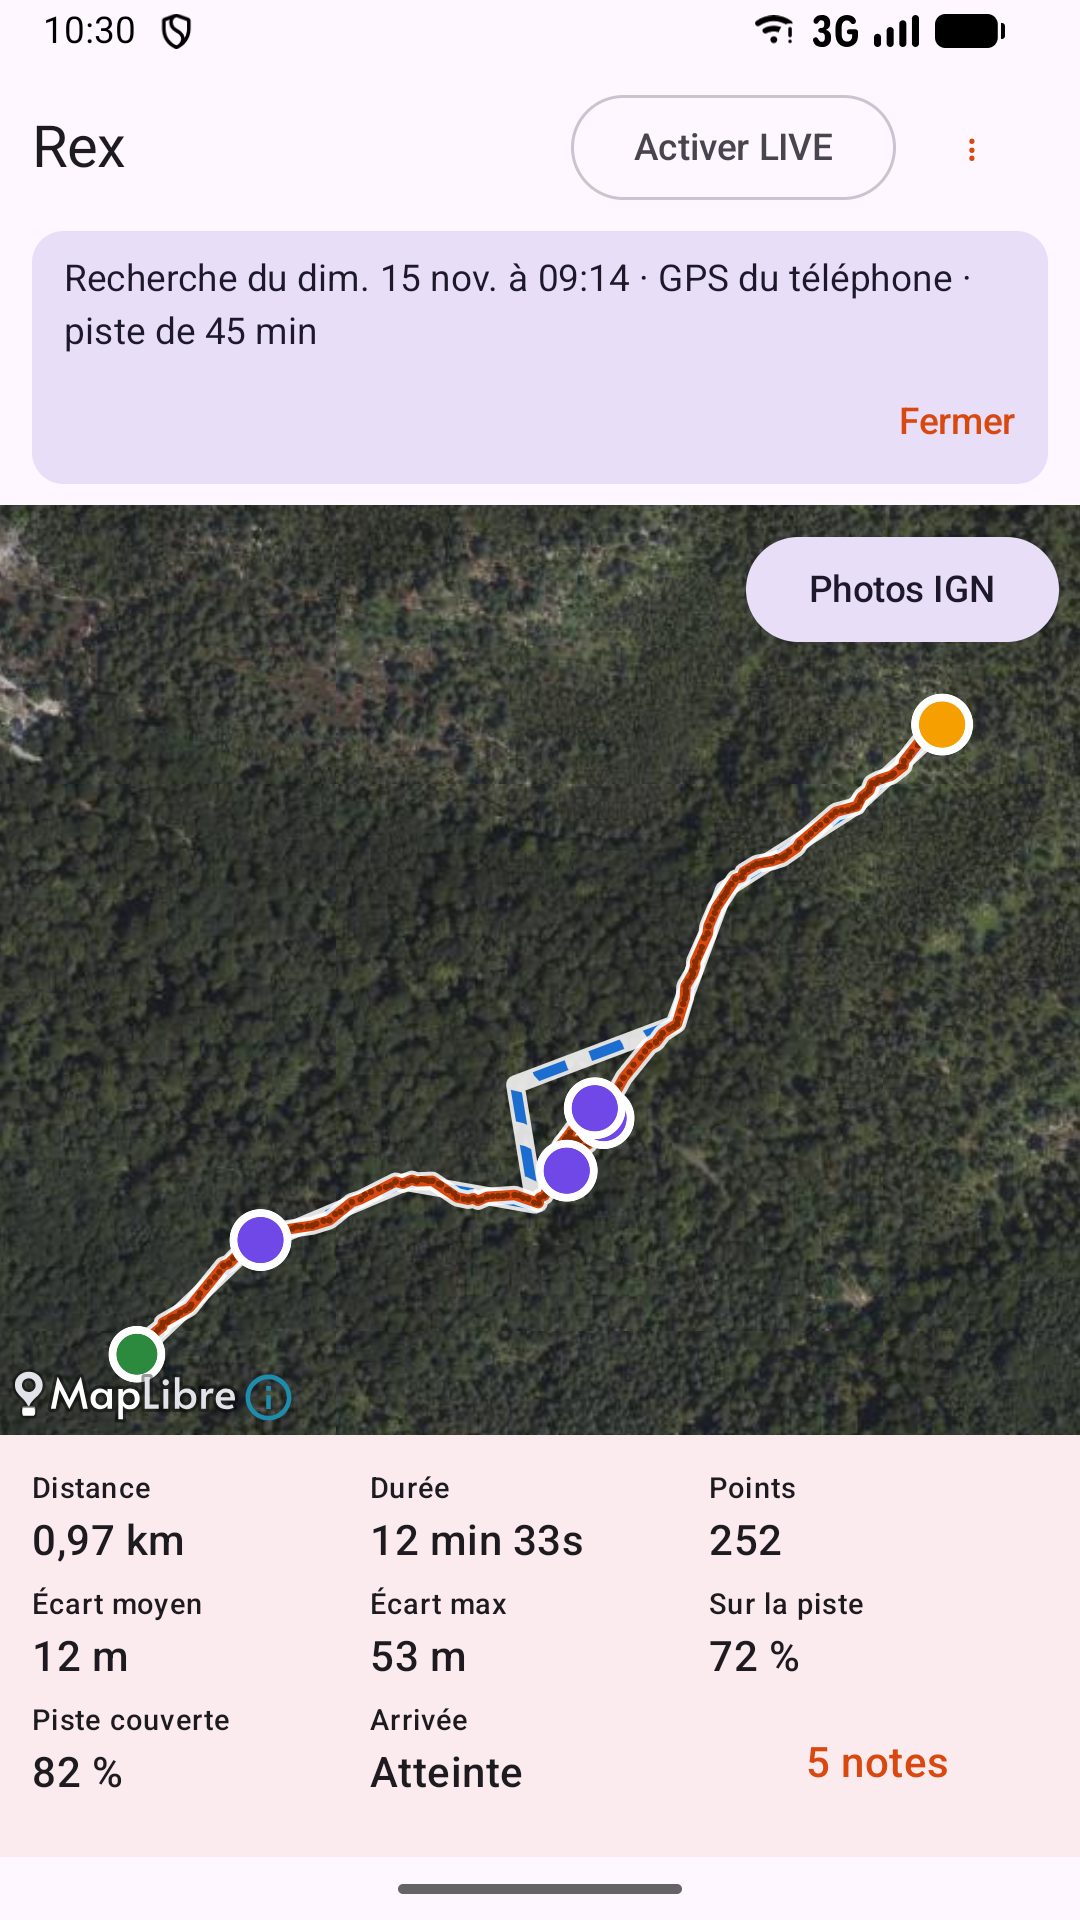 10:30
3G
Rex
Activer LIVE
Recherche du dim. 15 nov. à 09:14 · GPS du téléphone ·
piste de 45 min
Fermer
Photos IGN
MapLibre
Distance
Durée
Points
0,97 km
12 min 33s
252
Écart moyen
Écart max
Sur la piste
12 m
53 m
72 %
Piste couverte
Arrivée
82 %
Atteinte
5 notes